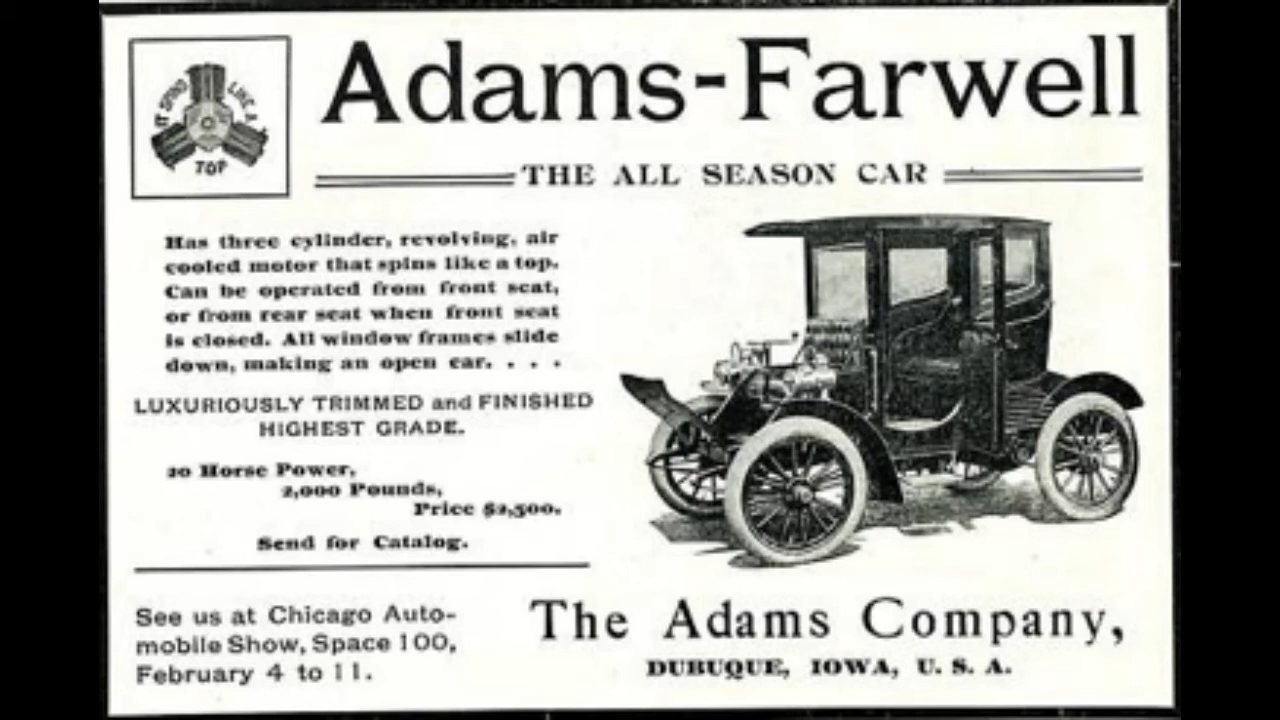 IT SPINS LIKE A TOP
Adams-Farwell
THE ALL SEASON CAR
Has three cylinder, revolving, air
cooled motor that spins like a top.
Can be operated from front seat,
or from rear seat when front seat
is closed. All window frames slide
down, making an open car. . . .
LUXURIOUSLY TRIMMED and FINISHED
HIGHEST GRADE.
20 Horse Power,
2,000 Pounds,
Price $2,500.
Send for Catalog.
See us at Chicago Auto-
mobile Show, Space 100,
February 4 to 11.
The Adams Company,
DUBUQUE, IOWA, U. S. A.